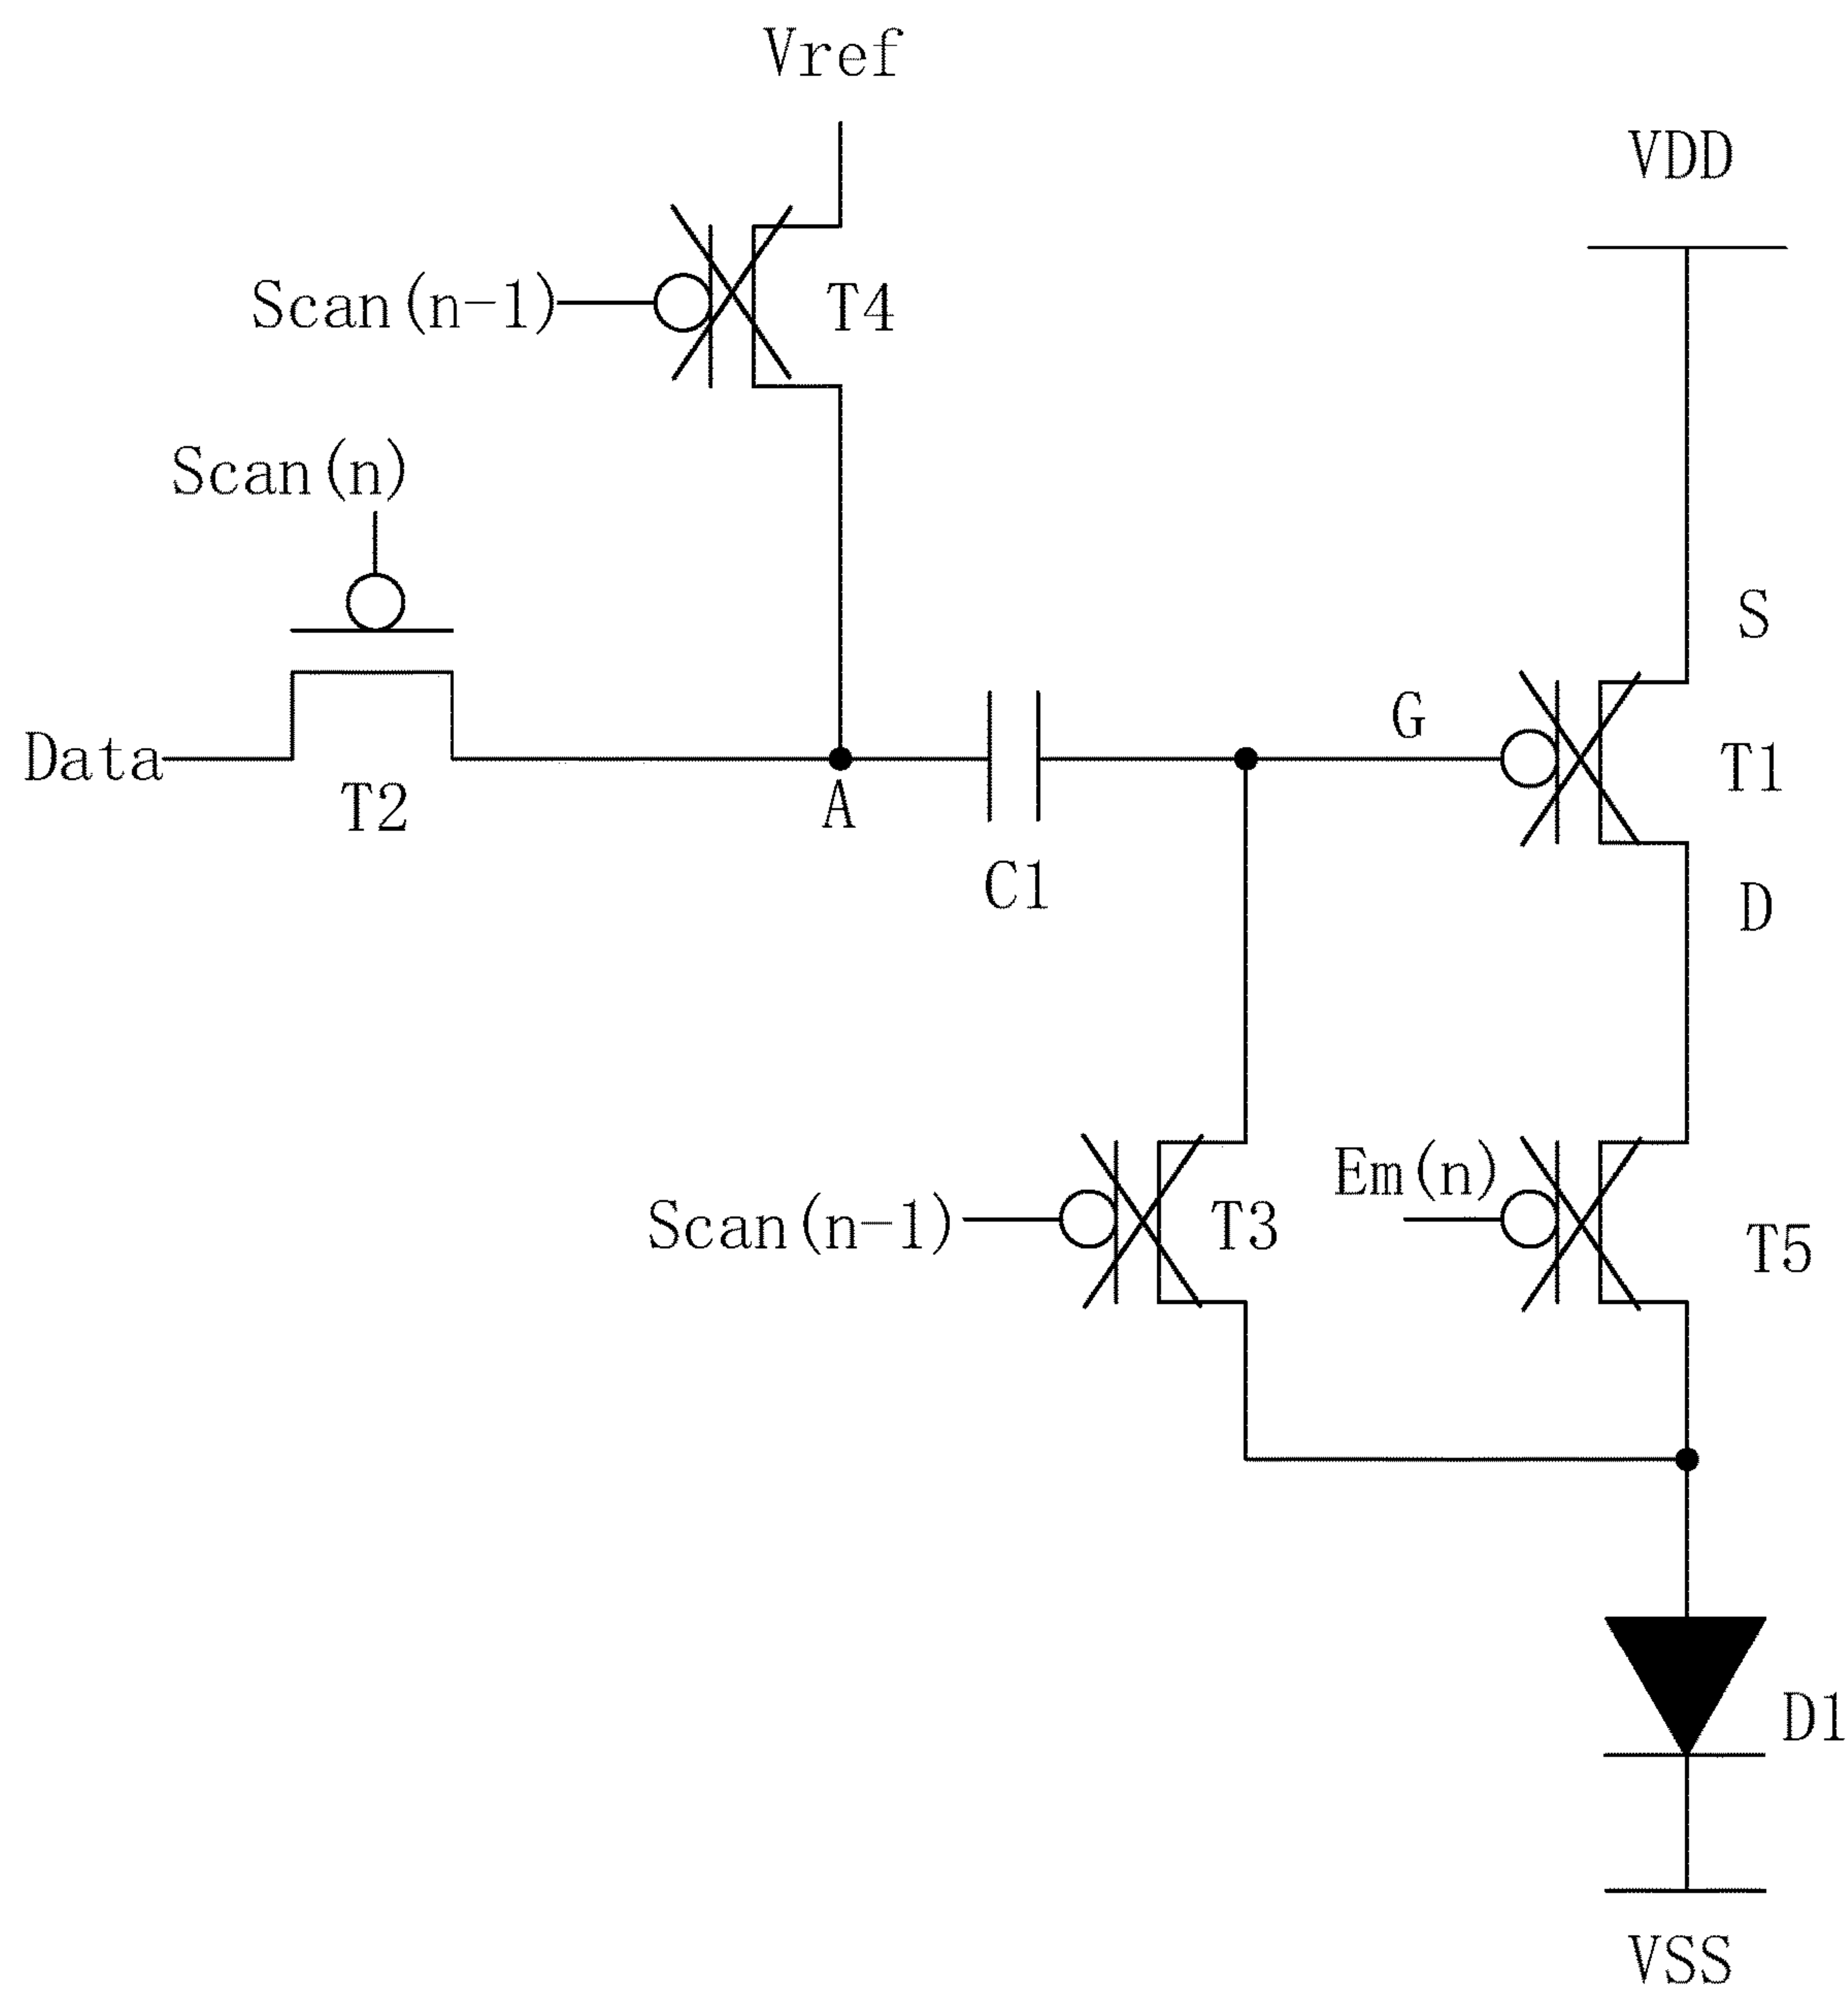 Vref
VDD
Scan(n-1)
T4
Scan(n)
S
G
T1
Data
T2
A
C1
D
Em(n)
Scan(n-1)
T3
T5
D1
VSS